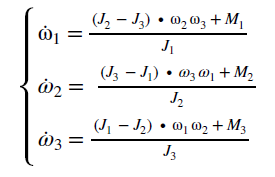 ω̇₁ = (J₂ − J₃) • ω₂ ω₃ + M₁ / J₁
ω̇₂ = (J₃ − J₁) • ω₃ ω₁ + M₂ / J₂
ω̇₃ = (J₁ − J₂) • ω₁ ω₂ + M₃ / J₃